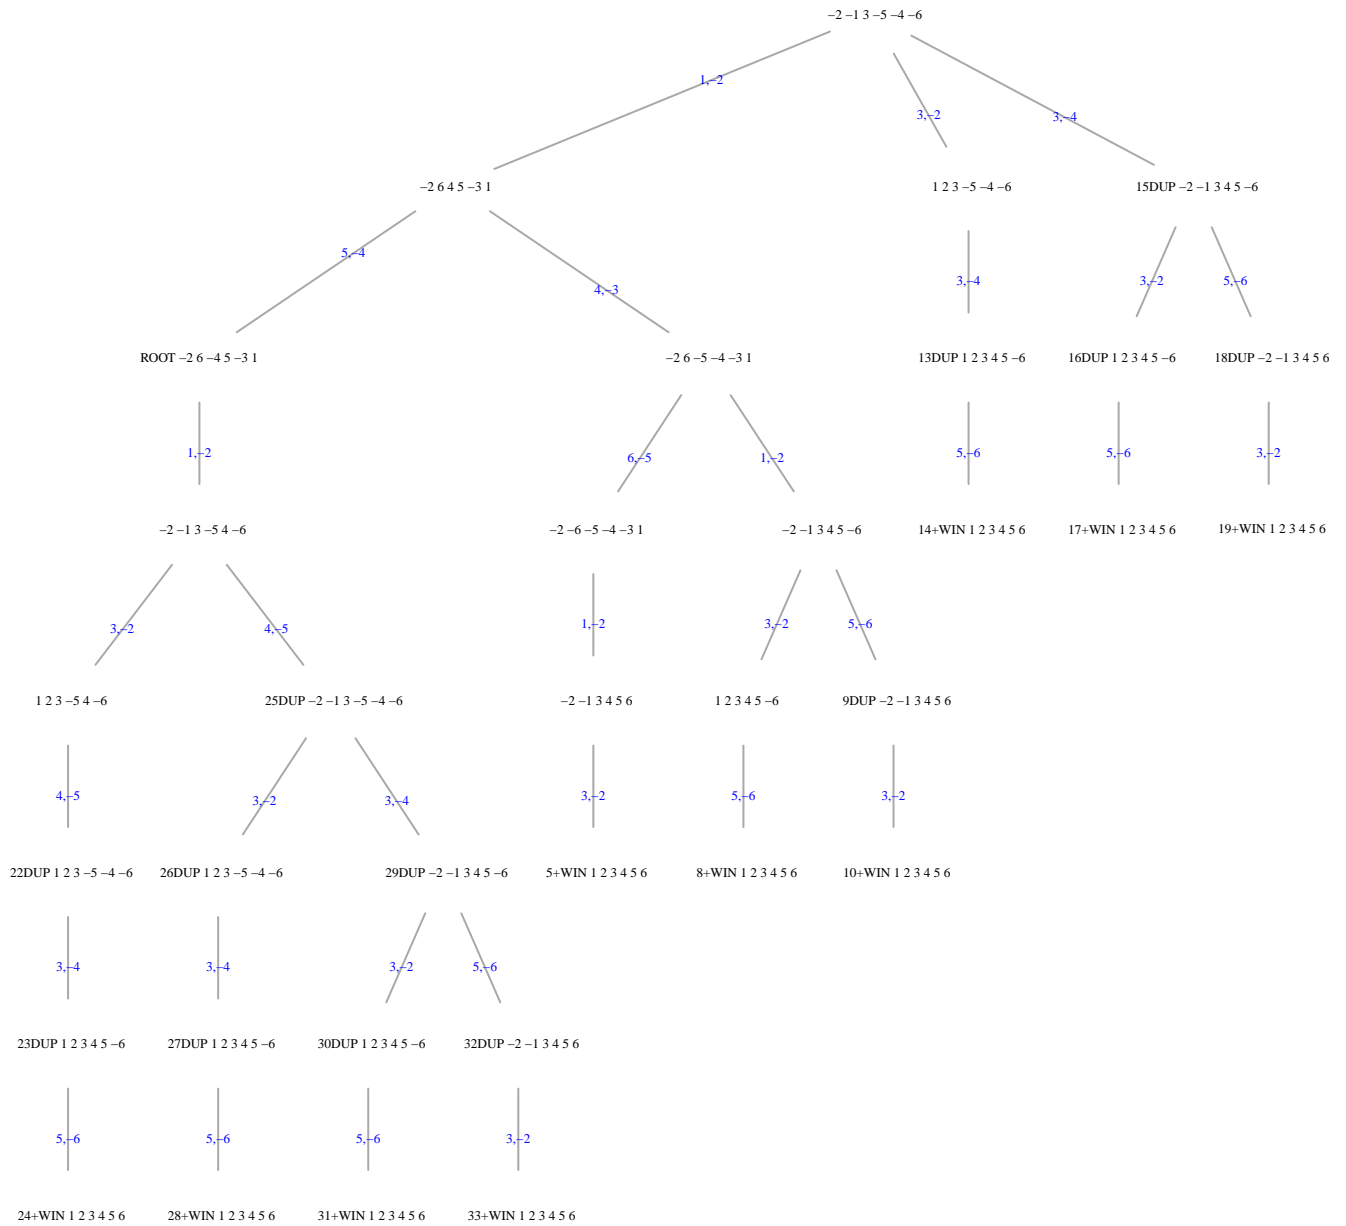 −2 −1 3 −5 −4 −6
1,−2
3,−2
3,−4
−2 6 4 5 −3 1
1 2 3 −5 −4 −6
15DUP −2 −1 3 4 5 −6
5,−4
4,−3
3,−4
3,−2
5,−6
ROOT −2 6 −4 5 −3 1
−2 6 −5 −4 −3 1
13DUP 1 2 3 4 5 −6
16DUP 1 2 3 4 5 −6
18DUP −2 −1 3 4 5 6
1,−2
6,−5
1,−2
5,−6
5,−6
3,−2
−2 −1 3 −5 4 −6
−2 −6 −5 −4 −3 1
−2 −1 3 4 5 −6
14+WIN 1 2 3 4 5 6
17+WIN 1 2 3 4 5 6
19+WIN 1 2 3 4 5 6
3,−2
4,−5
1,−2
3,−2
5,−6
1 2 3 −5 4 −6
25DUP −2 −1 3 −5 −4 −6
−2 −1 3 4 5 6
1 2 3 4 5 −6
9DUP −2 −1 3 4 5 6
4,−5
3,−2
3,−4
3,−2
5,−6
3,−2
22DUP 1 2 3 −5 −4 −6
26DUP 1 2 3 −5 −4 −6
29DUP −2 −1 3 4 5 −6
5+WIN 1 2 3 4 5 6
8+WIN 1 2 3 4 5 6
10+WIN 1 2 3 4 5 6
3,−4
3,−4
3,−2
5,−6
23DUP 1 2 3 4 5 −6
27DUP 1 2 3 4 5 −6
30DUP 1 2 3 4 5 −6
32DUP −2 −1 3 4 5 6
5,−6
5,−6
5,−6
3,−2
24+WIN 1 2 3 4 5 6
28+WIN 1 2 3 4 5 6
31+WIN 1 2 3 4 5 6
33+WIN 1 2 3 4 5 6